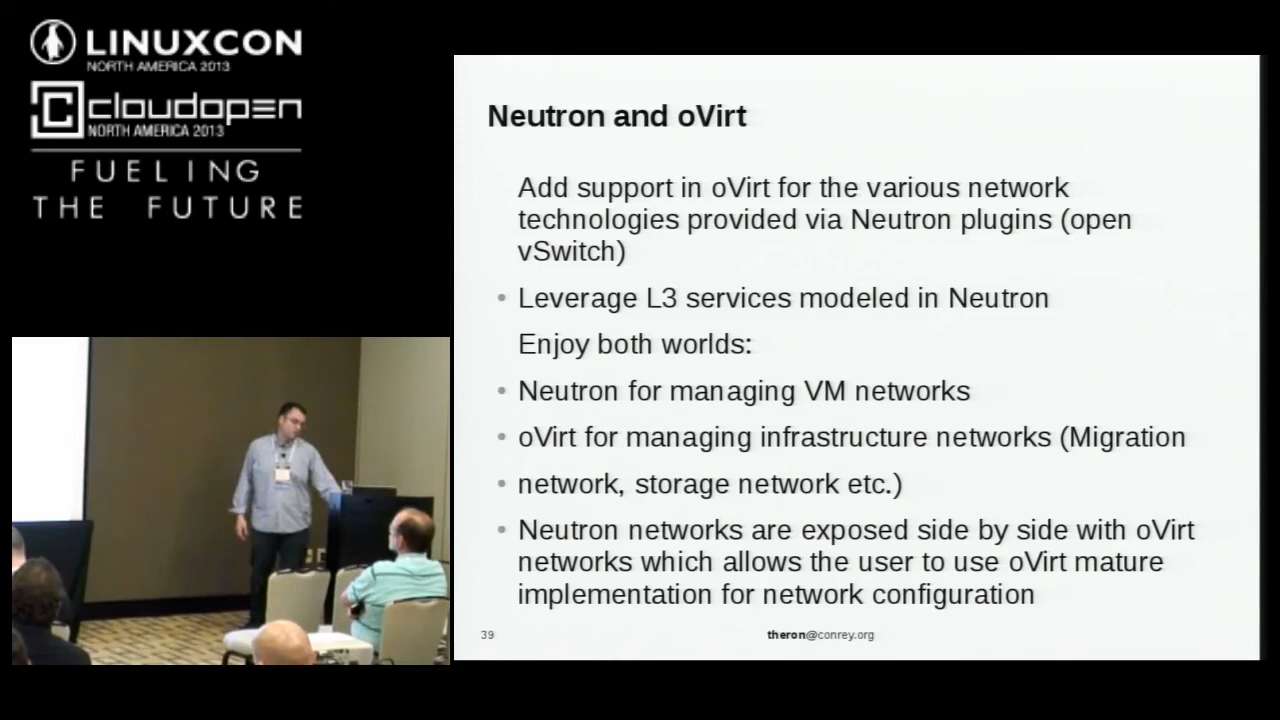 LINUXCON
NORTH AMERICA 2013
cloudopen
NORTH AMERICA 2013
FUELING
THE FUTURE
Neutron and oVirt
Add support in oVirt for the various network
technologies provided via Neutron plugins (open
vSwitch)
• Leverage L3 services modeled in Neutron
Enjoy both worlds:
• Neutron for managing VM networks
• oVirt for managing infrastructure networks (Migration
• network, storage network etc.)
• Neutron networks are exposed side by side with oVirt
networks which allows the user to use oVirt mature
implementation for network configuration
39
theron@conrey.org